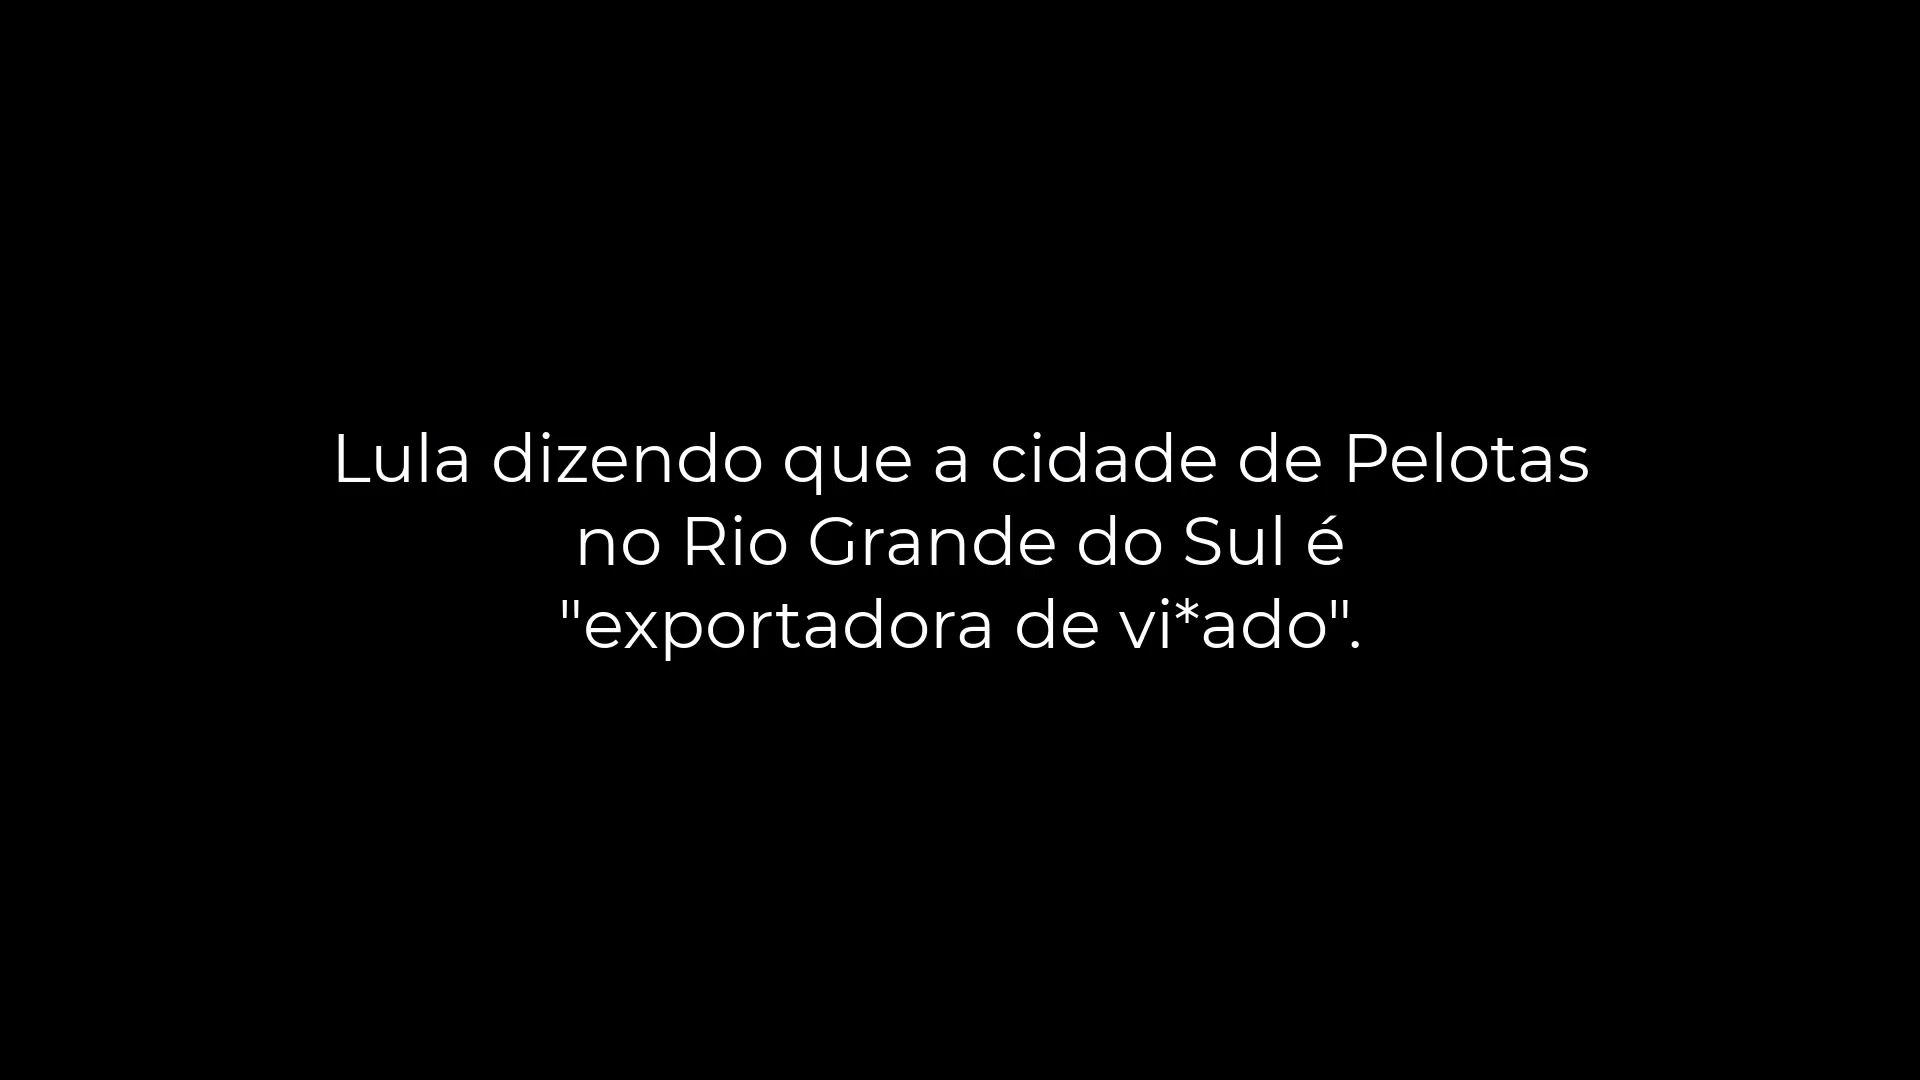 Lula dizendo que a cidade de Pelotas
no Rio Grande do Sul é
"exportadora de vi*ado".